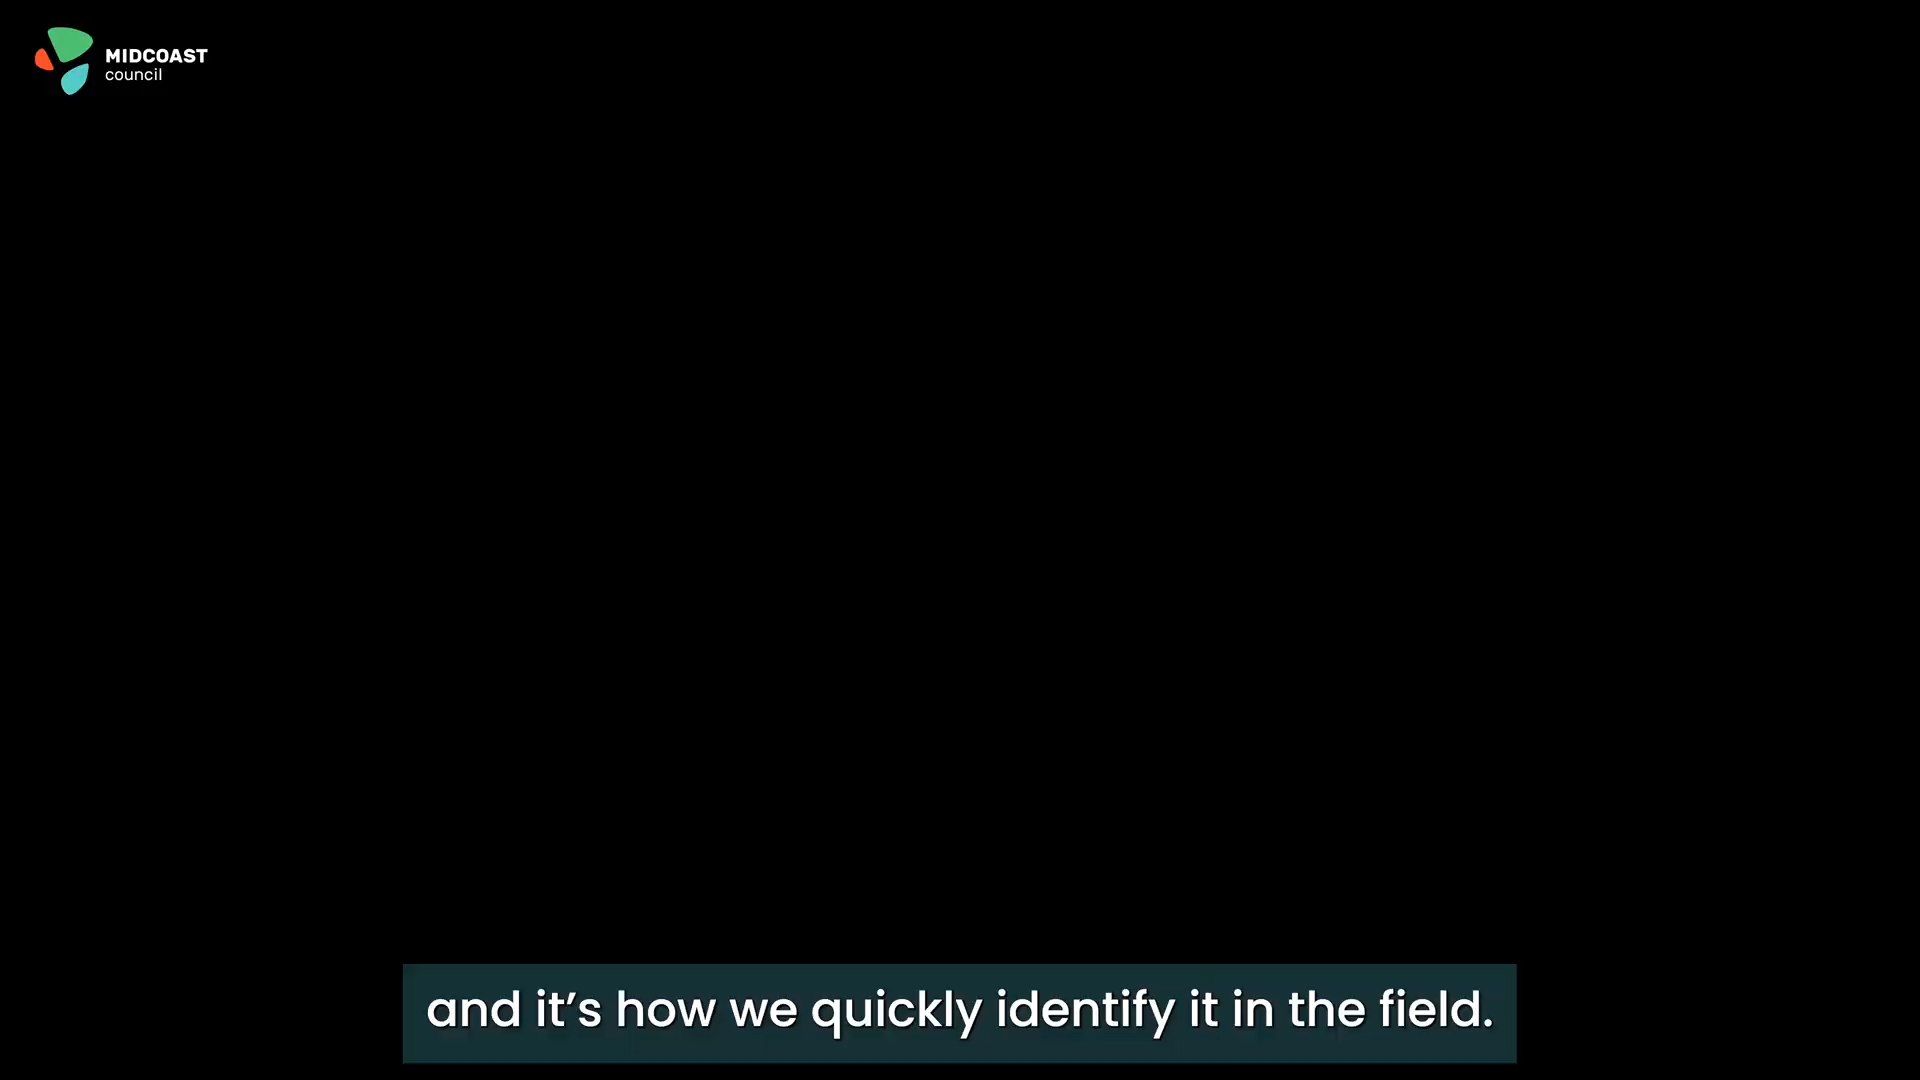 MIDCOAST
council
and it’s how we quickly identify it in the field.